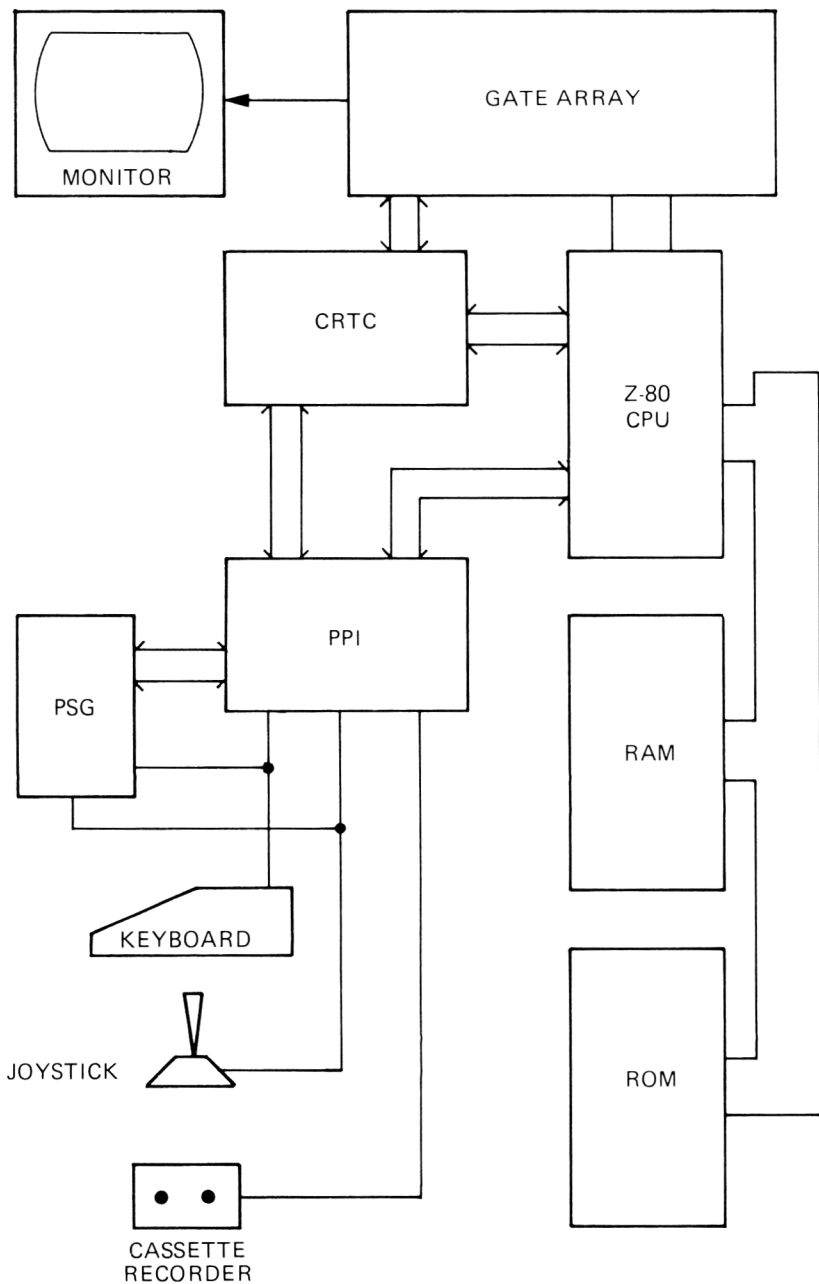 GATE ARRAY
MONITOR
CRTC
Z-80
CPU
PPI
PSG
RAM
KEYBOARD
JOYSTICK
ROM
CASSETTE
RECORDER